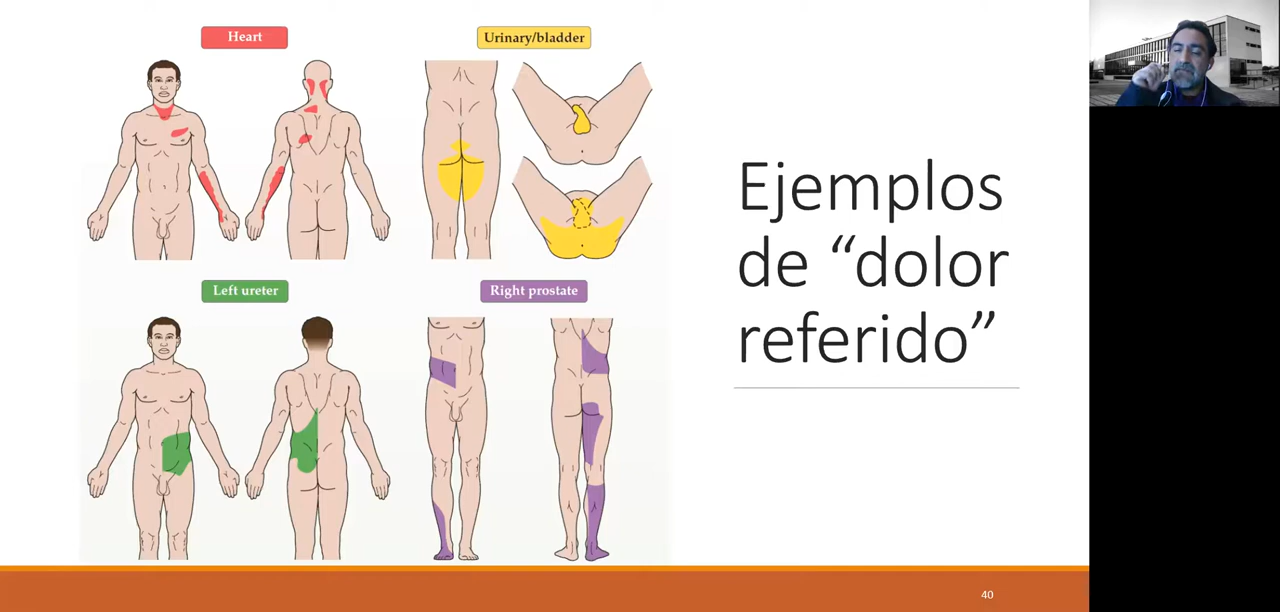 Heart
Urinary/bladder
Left ureter
Right prostate
Ejemplos
de “dolor
referido”
40